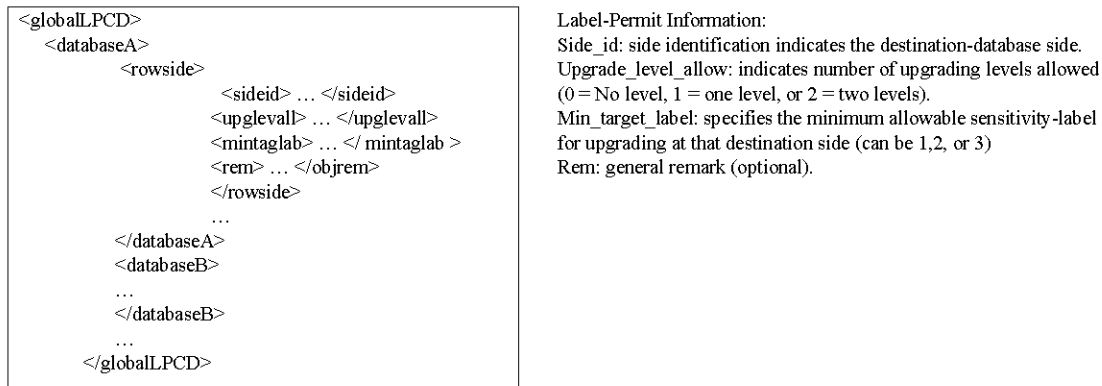 <globalLPCD>
<databaseA>
<rowside>
<sideid> … </sideid>
<upglevall> … </upglevall>
<mintaglab> … </ mintaglab >
<rem> … </objrem>
</rowside>
…
</databaseA>
<databaseB>
…
</databaseB>
…
</globalLPCD>
Label-Permit Information:
Side_id: side identification indicates the destination-database side.
Upgrade_level_allow: indicates number of upgrading levels allowed
(0 = No level, 1 = one level, or 2 = two levels).
Min_target_label: specifies the minimum allowable sensitivity-label
for upgrading at that destination side (can be 1,2, or 3)
Rem: general remark (optional).